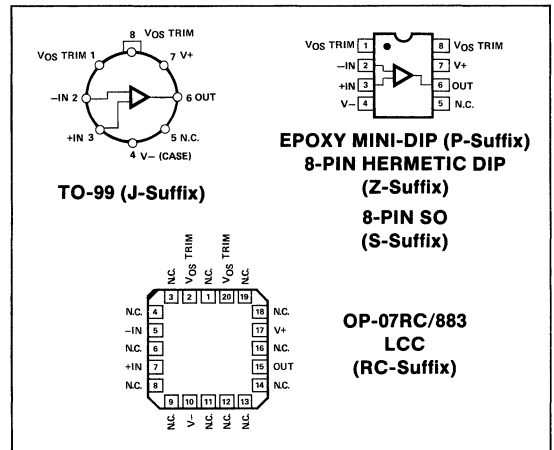 8 VOS TRIM
VOS TRIM 1
7 V+
–IN 2
6 OUT
+IN 3
5 N.C.
4 V– (CASE)
TO-99 (J-Suffix)
VOS TRIM 1
8 VOS TRIM
–IN 2
7 V+
+IN 3
6 OUT
V– 4
5 N.C.
EPOXY MINI-DIP (P-Suffix)
8-PIN HERMETIC DIP
(Z-Suffix)
8-PIN SO
(S-Suffix)
N.C. VOS TRIM N.C. VOS TRIM N.C.
3 2 1 20 19
N.C. 4
18 N.C.
–IN 5
17 V+
N.C. 6
16 N.C.
+IN 7
15 OUT
N.C. 8
14 N.C.
9 10 11 12 13
N.C. V– N.C. N.C. N.C.
OP-07RC/883
LCC
(RC-Suffix)